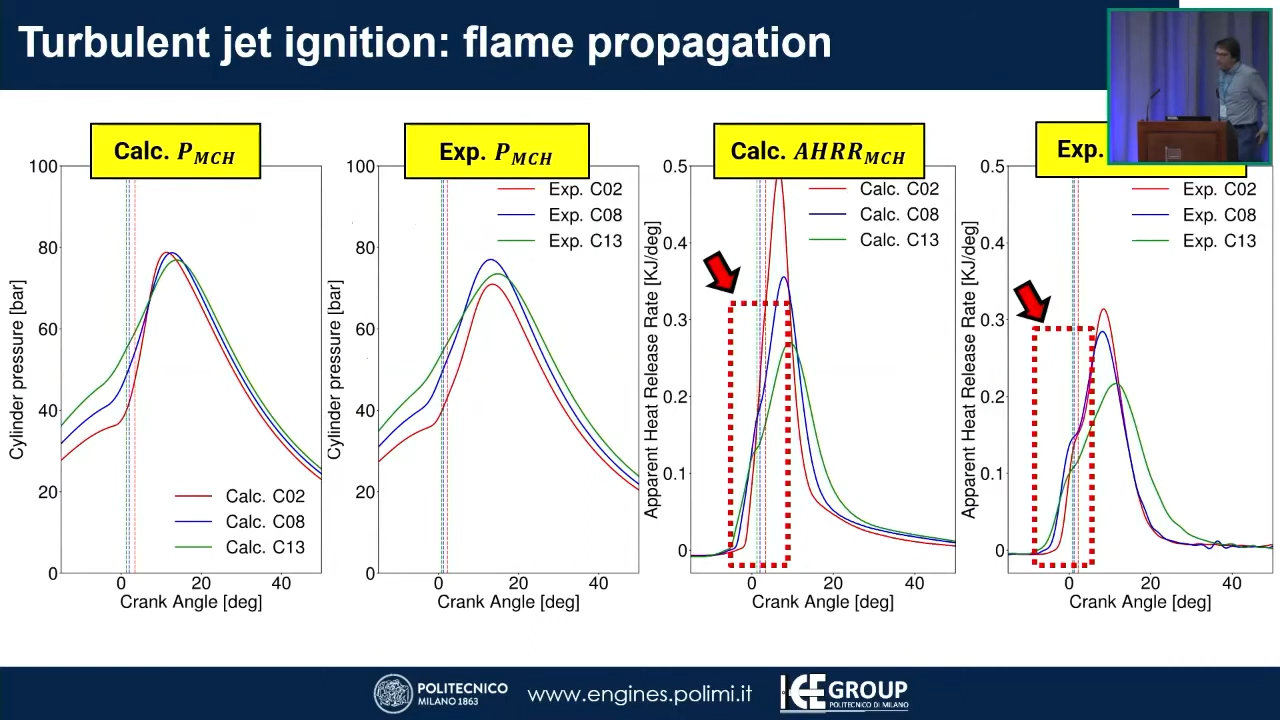 Turbulent jet ignition: flame propagation
Calc. P_MCH
Exp. P_MCH
Calc. AHRR_MCH
Exp.
100
80
60
40
20
0
Cylinder pressure [bar]
Calc. C02
Calc. C08
Calc. C13
0 20 40
Crank Angle [deg]
100
80
60
40
20
0
Cylinder pressure [bar]
Exp. C02
Exp. C08
Exp. C13
0 20 40
Crank Angle [deg]
0.5
0.4
0.3
0.2
0.1
0
Apparent Heat Release Rate [KJ/deg]
Calc. C02
Calc. C08
Calc. C13
0 20 40
Crank Angle [deg]
0.5
0.4
0.3
0.2
0.1
0
Apparent Heat Release Rate [KJ/deg]
Exp. C02
Exp. C08
Exp. C13
0 20 40
Crank Angle [deg]
POLITECNICO
MILANO 1863
www.engines.polimi.it
ICE GROUP
POLITECNICO DI MILANO